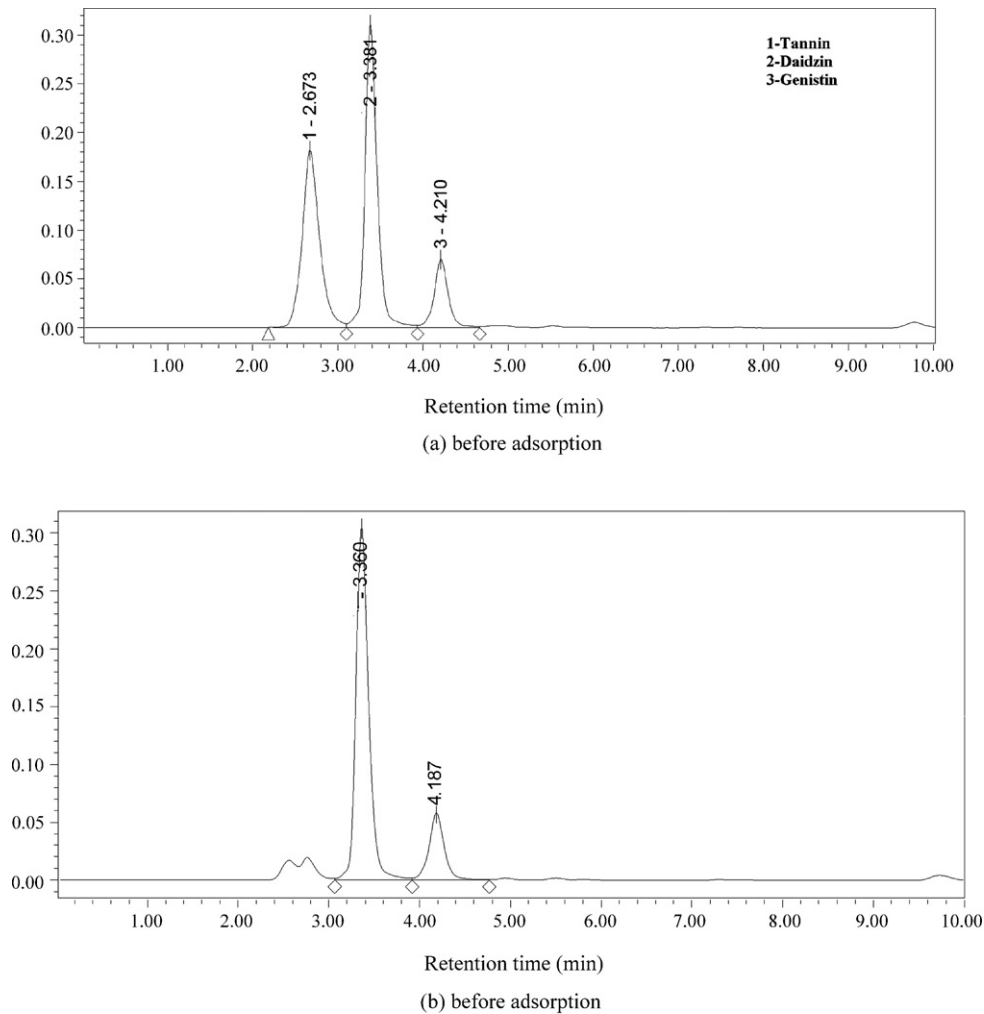 0.30
0.25
0.20
0.15
0.10
0.05
0.00
1 - 2.673
2 - 3.381
3 - 4.210
1-Tannin
2-Daidzin
3-Genistin
1.00 2.00 3.00 4.00 5.00 6.00 7.00 8.00 9.00 10.00
Retention time (min)
(a) before adsorption
0.30
0.25
0.20
0.15
0.10
0.05
0.00
- 3.360
4.187
1.00 2.00 3.00 4.00 5.00 6.00 7.00 8.00 9.00 10.00
Retention time (min)
(b) before adsorption